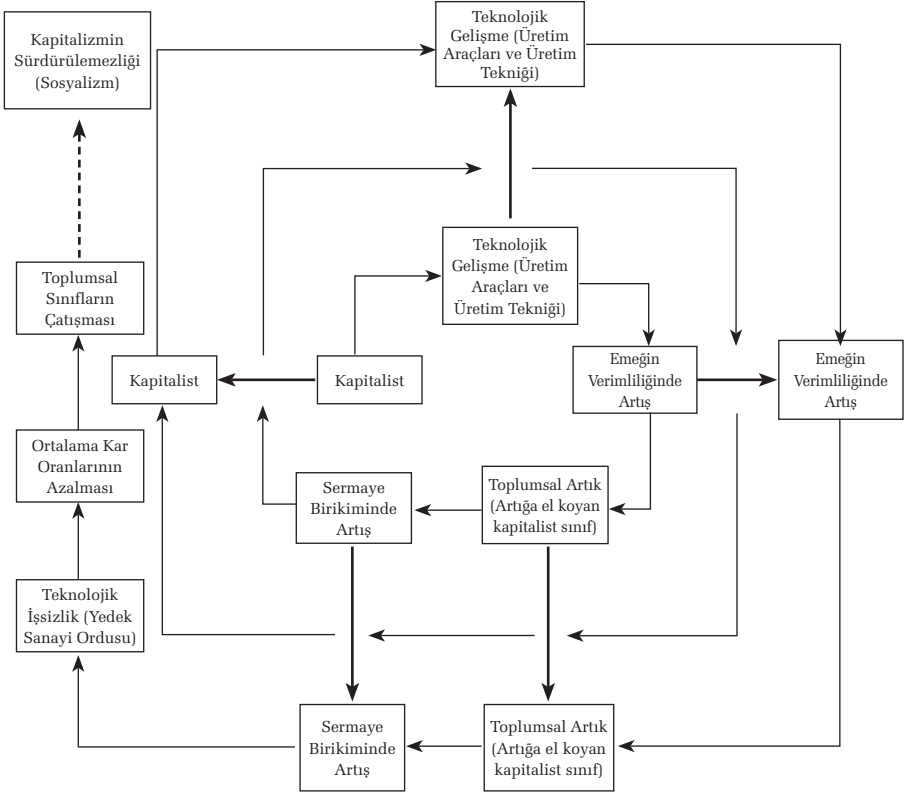 Kapitalizmin
Sürdürülemezliği
(Sosyalizm)
Teknolojik
Gelişme (Üretim
Araçları ve Üretim
Tekniği)
Teknolojik
Gelişme (Üretim
Araçları ve
Üretim Tekniği)
Toplumsal
Sınıfların
Çatışması
Kapitalist
Kapitalist
Emeğin
Verimliliğinde
Artış
Emeğin
Verimliliğinde
Artış
Ortalama Kar
Oranlarının
Azalması
Sermaye
Birikiminde
Artış
Toplumsal Artık
(Artığa el koyan
kapitalist sınıf)
Teknolojik
İşsizlik (Yedek
Sanayi Ordusu)
Sermaye
Birikiminde
Artış
Toplumsal Artık
(Artığa el koyan
kapitalist sınıf)